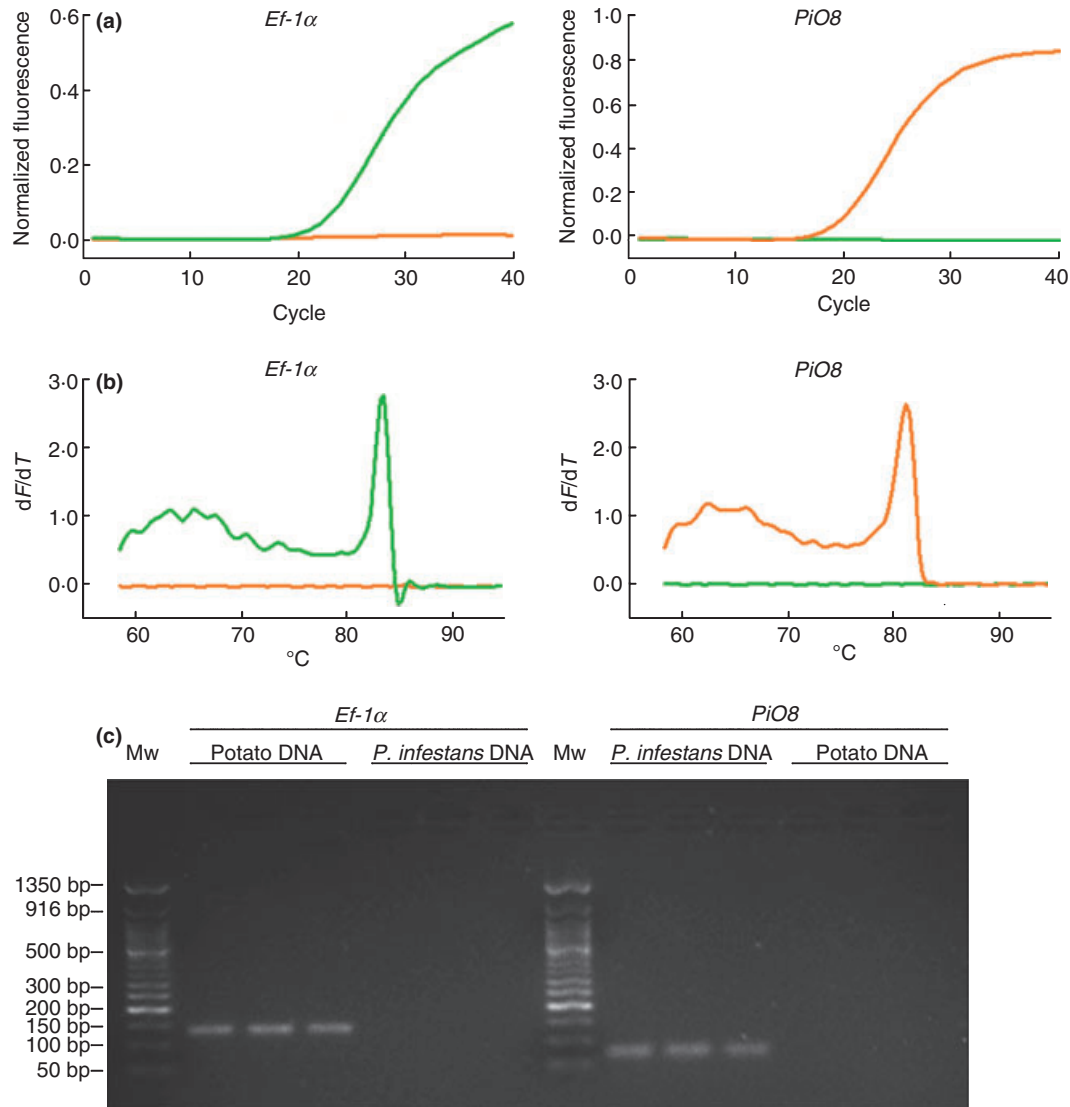 (a)
Ef-1α
Normalized fluorescence
0·6
0·4
0·2
0·0
0 10 20 30 40
Cycle
PiO8
Normalized fluorescence
1·0
0·8
0·6
0·4
0·2
0·0
0 10 20 30 40
Cycle
(b)
Ef-1α
dF/dT
3·0
2·0
1·0
0·0
60 70 80 90
°C
PiO8
dF/dT
3·0
2·0
1·0
0·0
60 70 80 90
°C
(c)
Ef-1α PiO8
Mw Potato DNA P. infestans DNA Mw P. infestans DNA Potato DNA
1350 bp
916 bp
500 bp
300 bp
200 bp
150 bp
100 bp
50 bp